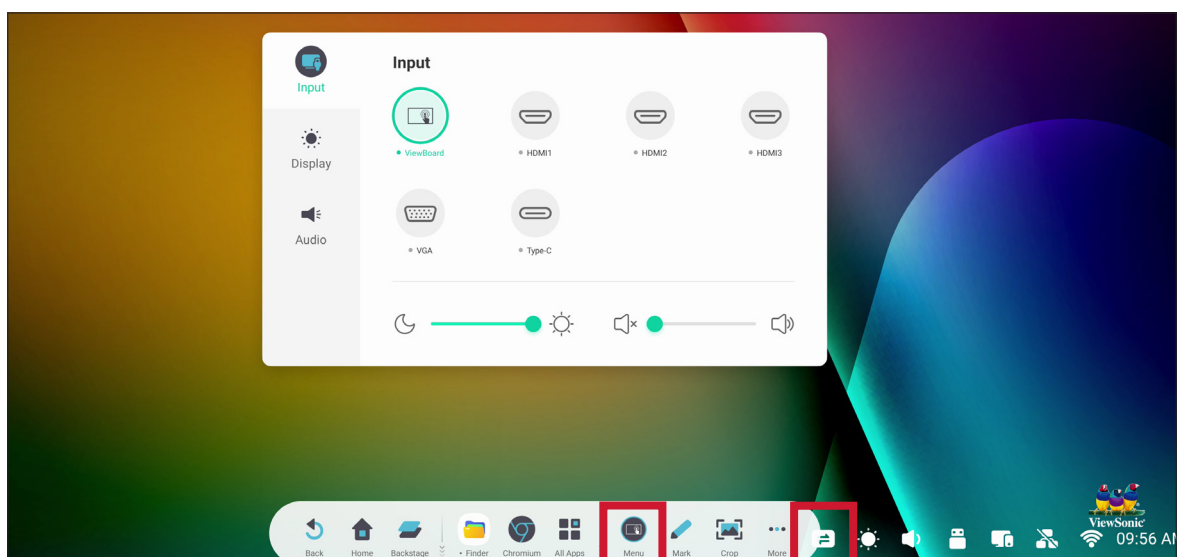 Input
Display
Audio
Input
ViewBoard
HDMI1
HDMI2
HDMI3
VGA
Type-C
Back
Home
Backstage
Finder
Chromium
All Apps
Menu
Mark
Crop
More
ViewSonic
09:56 AM